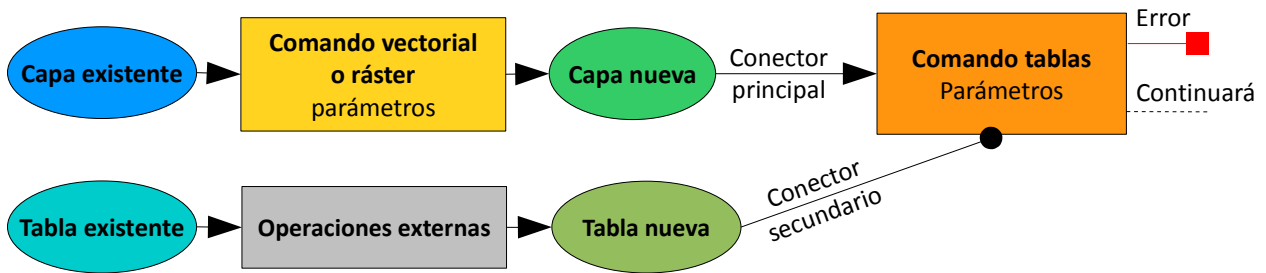 Capa existente
Comando vectorial
o ráster
parámetros
Capa nueva
Conector
principal
Comando tablas
Parámetros
Error
Continuará
Tabla existente
Operaciones externas
Tabla nueva
Conector
secundario